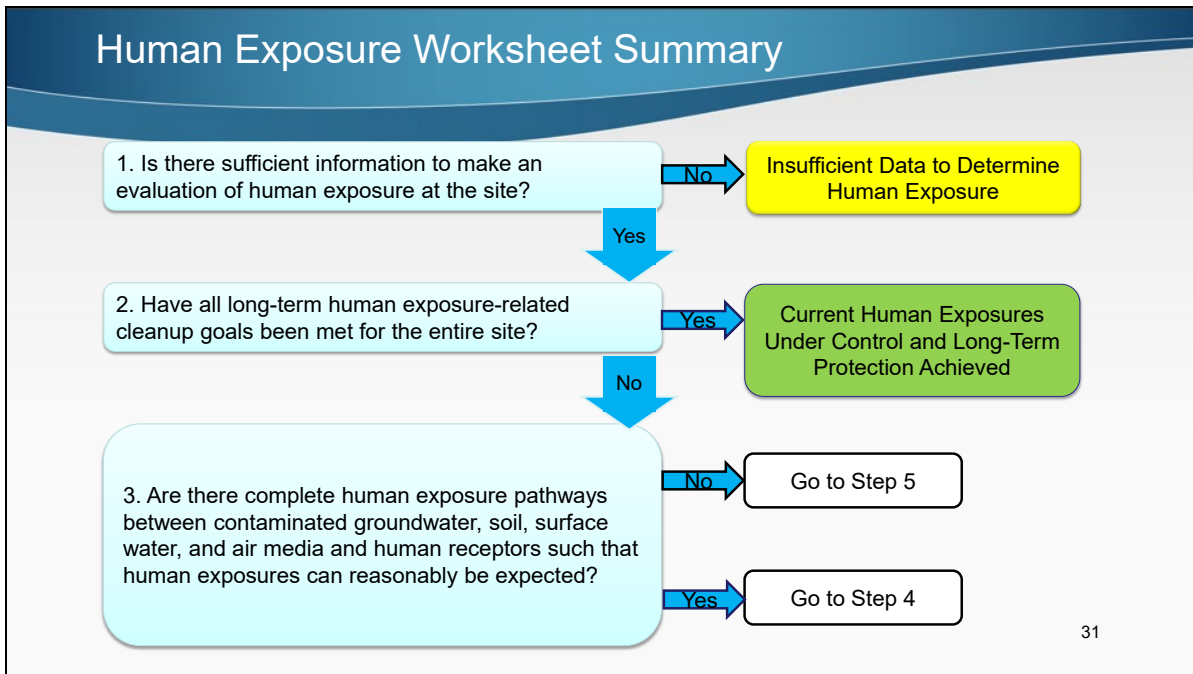 Human Exposure Worksheet Summary
1. Is there sufficient information to make an
evaluation of human exposure at the site?
No
Insufficient Data to Determine
Human Exposure
Yes
2. Have all long-term human exposure-related
cleanup goals been met for the entire site?
Yes
Current Human Exposures
Under Control and Long-Term
Protection Achieved
No
3. Are there complete human exposure pathways
between contaminated groundwater, soil, surface
water, and air media and human receptors such that
human exposures can reasonably be expected?
No
Go to Step 5
Yes
Go to Step 4
31